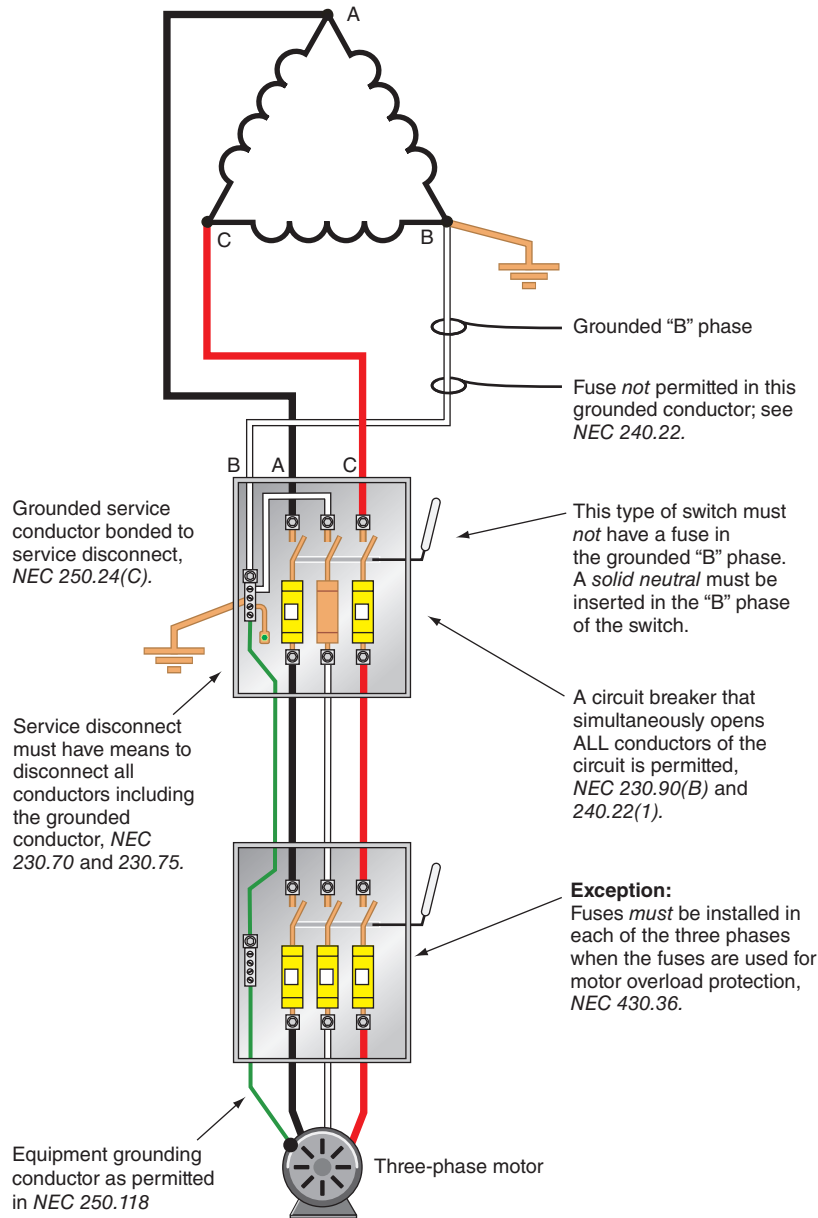 A
C
B
Grounded “B” phase
Fuse not permitted in this
grounded conductor; see
NEC 240.22.
B
A
C
Grounded service
conductor bonded to
service disconnect,
NEC 250.24(C).
This type of switch must
not have a fuse in
the grounded “B” phase.
A solid neutral must be
inserted in the “B” phase
of the switch.
Service disconnect
must have means to
disconnect all
conductors including
the grounded
conductor, NEC
230.70 and 230.75.
A circuit breaker that
simultaneously opens
ALL conductors of the
circuit is permitted,
NEC 230.90(B) and
240.22(1).
Exception:
Fuses must be installed in
each of the three phases
when the fuses are used for
motor overload protection,
NEC 430.36.
Equipment grounding
conductor as permitted
in NEC 250.118
Three-phase motor